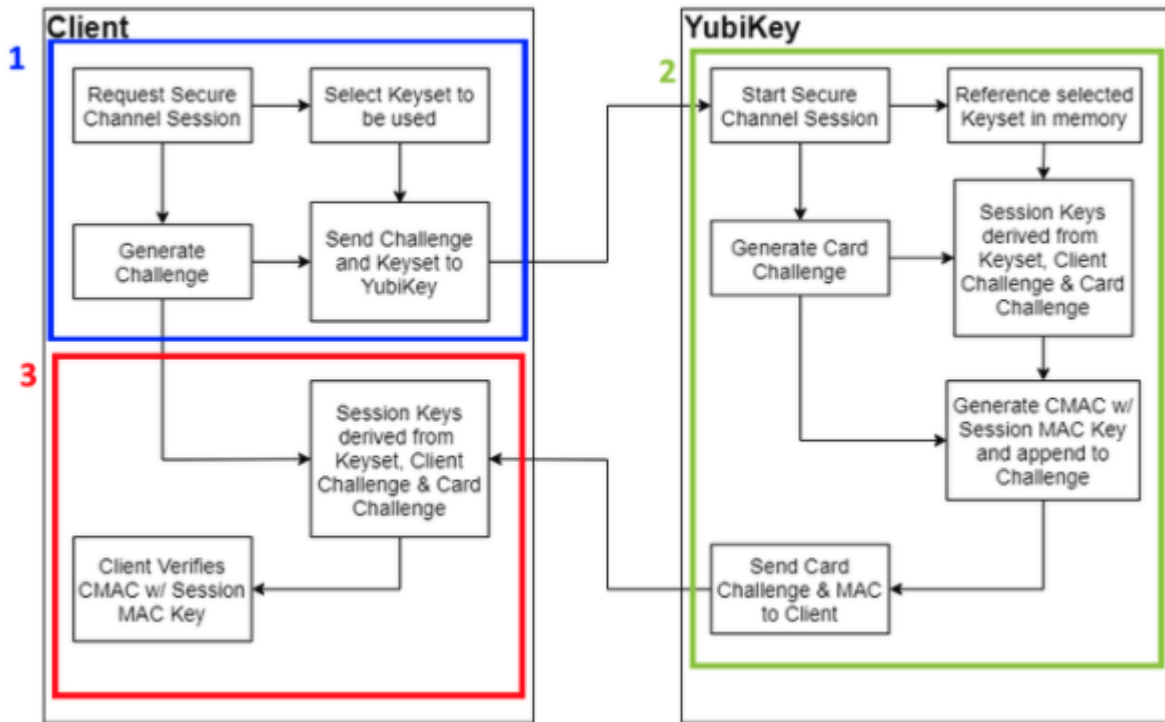 Client
YubiKey
1
Request Secure
Channel Session
Select Keyset to
be used
Generate
Challenge
Send Challenge
and Keyset to
YubiKey
2
Start Secure
Channel Session
Reference selected
Keyset in memory
Generate Card
Challenge
Session Keys
derived from
Keyset, Client
Challenge & Card
Challenge
Generate CMAC w/
Session MAC Key
and append to
Challenge
Send Card
Challenge & MAC
to Client
3
Session Keys
derived from
Keyset, Client
Challenge & Card
Challenge
Client Verifies
CMAC w/ Session
MAC Key